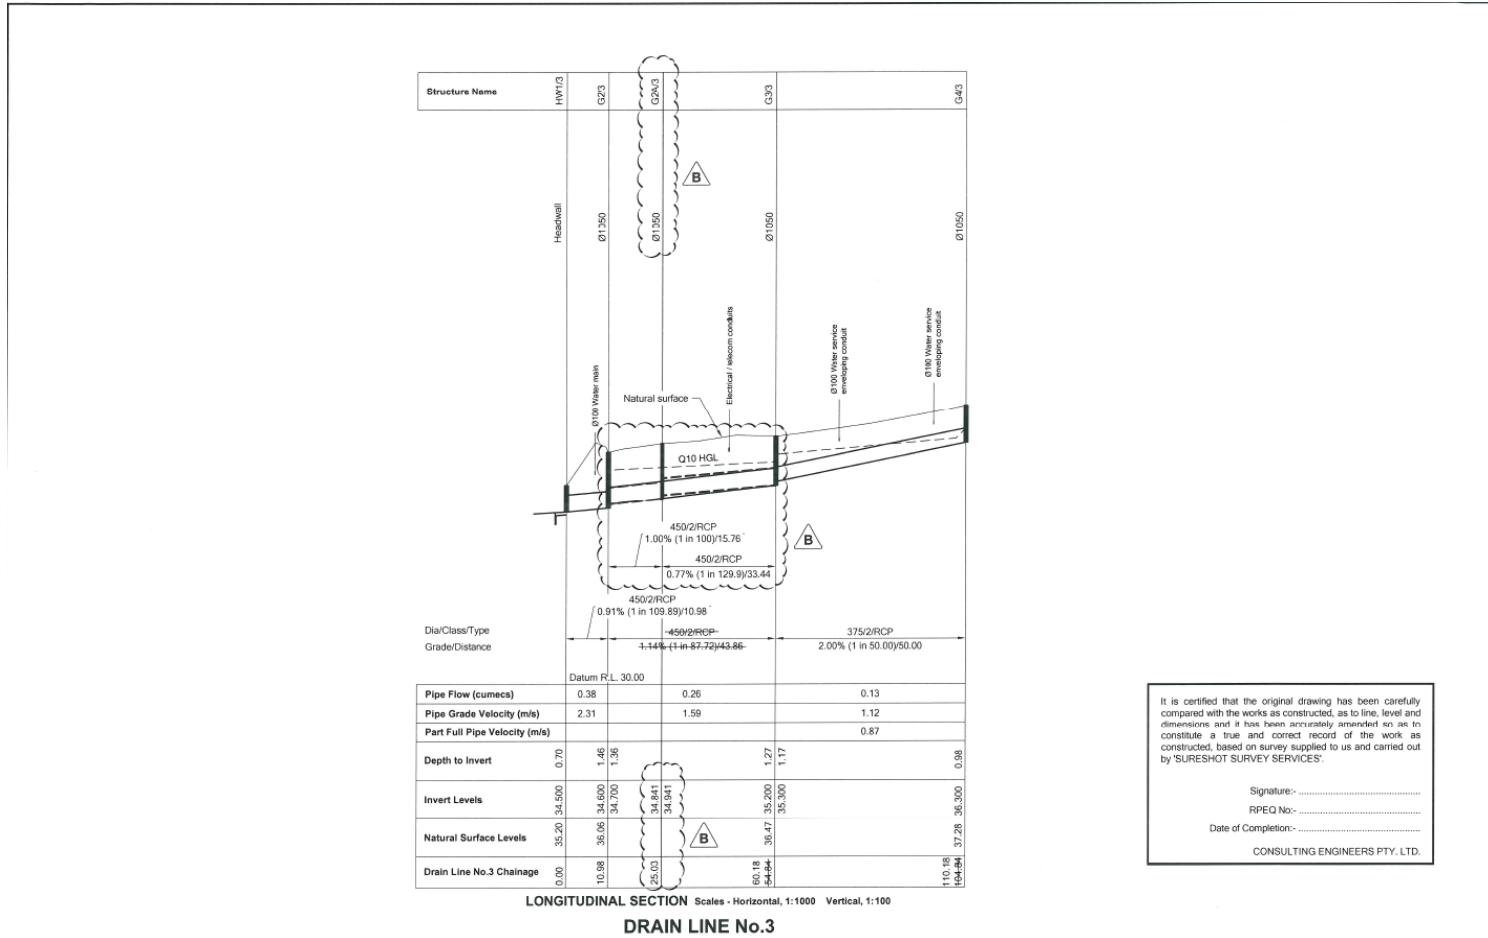 Structure Name
HW1/3
G2/3
G2A/3
G3/3
G4/3
B
Headwall
Ø1350
Ø1050
Ø1050
Ø1050
Ø100 Water main
Natural surface
Electrical / telecom conduits
Ø100 Water service
enveloping conduit
Ø100 Water service
enveloping conduit
Q10 HGL
450/2/RCP
1.00% (1 in 100)/15.76
B
450/2/RCP
0.77% (1 in 129.9)/33.44
450/2/RCP
0.91% (1 in 109.89)/10.98
Dia/Class/Type
450/2/RCP
375/2/RCP
Grade/Distance
1.14% (1 in 87.72)/43.86
2.00% (1 in 50.00)/50.00
Datum R.L. 30.00
Pipe Flow (cumecs) 0.38 0.26 0.13
Pipe Grade Velocity (m/s) 2.31 1.59 1.12
Part Full Pipe Velocity (m/s) 0.87
Depth to Invert 0.70 1.46 1.36 1.27 1.17 0.98
Invert Levels 34.500 34.600 34.700 34.841 34.941 35.200 35.300 36.300
Natural Surface Levels 35.20 36.06 B 36.47 37.28
Drain Line No.3 Chainage 0.00 10.98 25.03 60.18 54.84 110.18 104.84
LONGITUDINAL SECTION Scales - Horizontal, 1:1000 Vertical, 1:100
DRAIN LINE No.3
It is certified that the original drawing has been carefully
compared with the works as constructed, as to line, level and
dimensions and it has been accurately amended so as to
constitute a true and correct record of the work as
constructed, based on survey supplied to us and carried out
by 'SURESHOT SURVEY SERVICES'.
Signature:- ..............................................
RPEQ No:- ..............................................
Date of Completion:- ..............................................
CONSULTING ENGINEERS PTY. LTD.